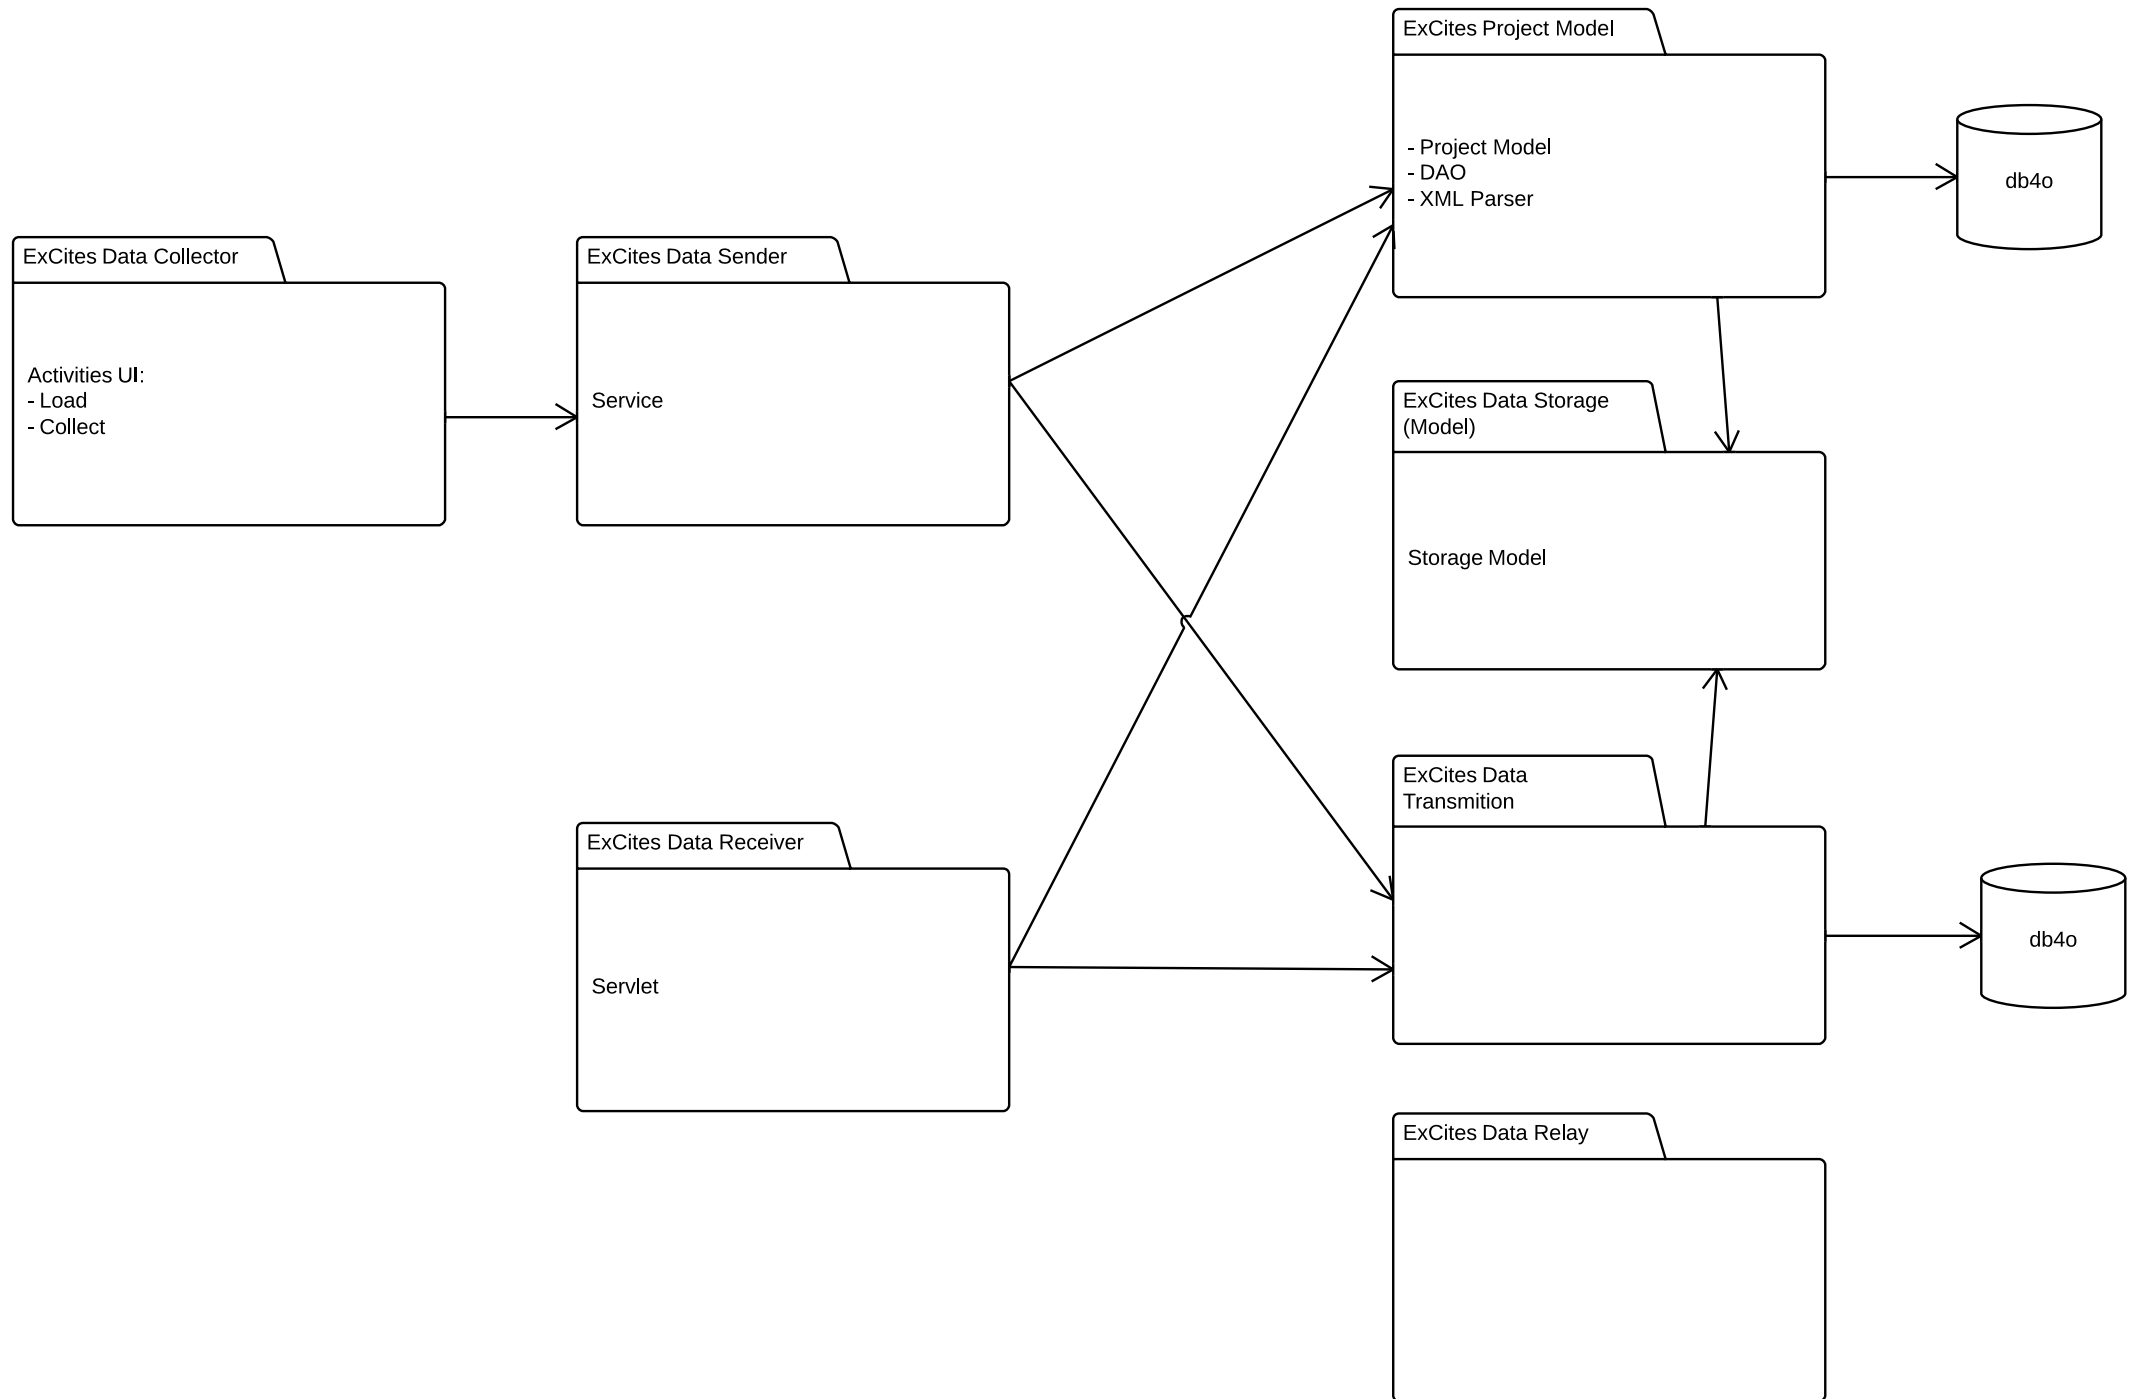 ExCites Project Model
- Project Model
- DAO
- XML Parser
db4o
ExCites Data Collector
Activities UI:
- Load
- Collect
ExCites Data Sender
Service
ExCites Data Storage
(Model)
Storage Model
ExCites Data
Transmition
db4o
ExCites Data Receiver
Servlet
ExCites Data Relay